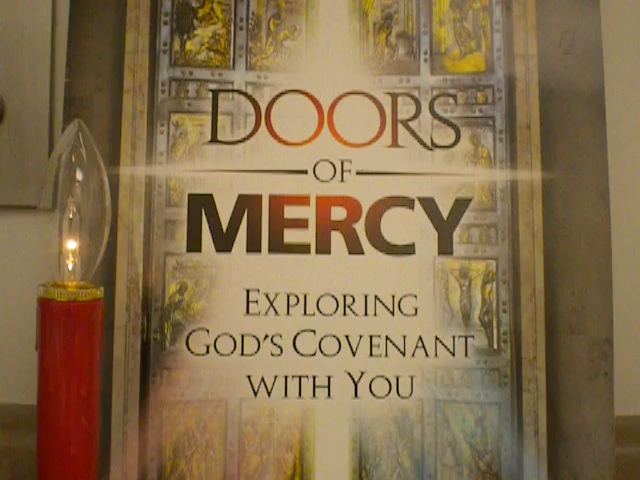 DOORS
OF
MERCY
EXPLORING
GOD'S COVENANT
WITH YOU